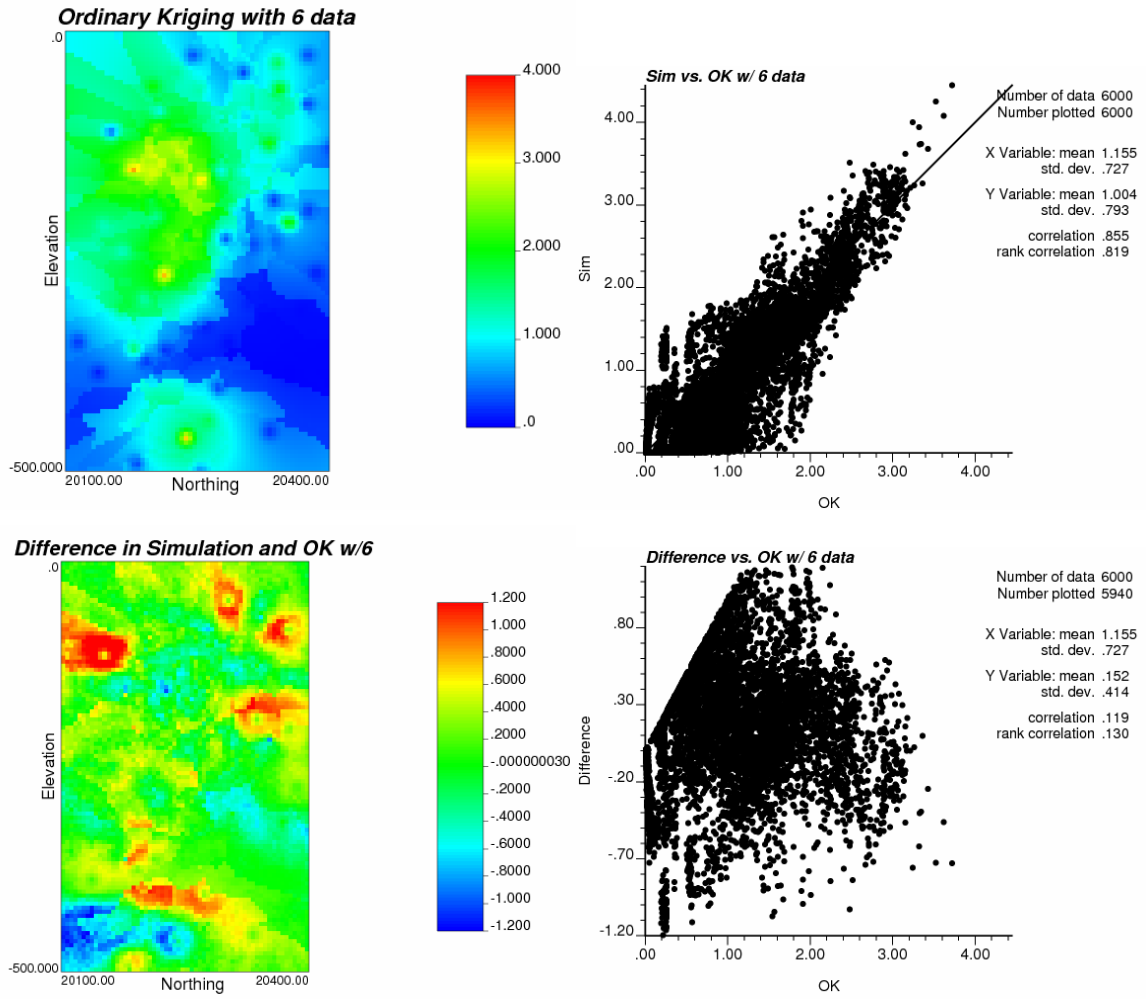 Ordinary Kriging with 6 data
.0
Elevation
-500.000
20100.00
Northing
20400.00
4.000
3.000
2.000
1.000
.0
Sim vs. OK w/ 6 data
Number of data 6000
Number plotted 6000
X Variable: mean 1.155
std. dev. .727
Y Variable: mean 1.004
std. dev. .793
correlation .855
rank correlation .819
Sim
4.00
3.00
2.00
1.00
.00
.00 1.00 2.00 3.00 4.00
OK
Difference in Simulation and OK w/6
.0
Elevation
-500.000
20100.00
Northing
20400.00
1.200
1.000
.8000
.6000
.4000
.2000
-.000000030
-.2000
-.4000
-.6000
-.8000
-1.000
-1.200
Difference vs. OK w/ 6 data
Number of data 6000
Number plotted 5940
X Variable: mean 1.155
std. dev. .727
Y Variable: mean .152
std. dev. .414
correlation .119
rank correlation .130
Difference
.80
.30
-.20
-.70
-1.20
.00 1.00 2.00 3.00 4.00
OK